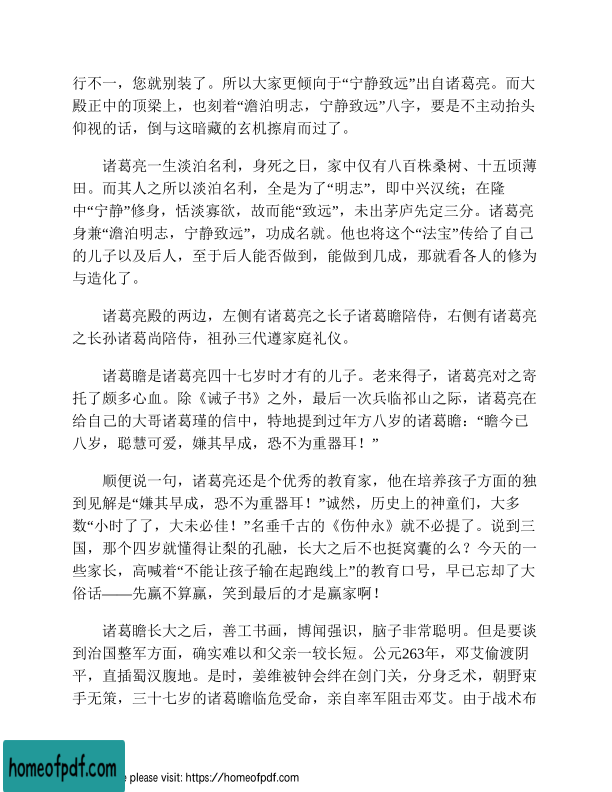 行不一，您就别装了。所以大家更倾向于“宁静致远”出自诸葛亮。而大
殿正中的顶梁上，也刻着“澹泊明志，宁静致远”八字，要是不主动抬头
仰视的话，倒与这暗藏的玄机擦肩而过了。
诸葛亮一生淡泊名利，身死之日，家中仅有八百株桑树、十五顷薄
田。而其人之所以淡泊名利，全是为了“明志”，即中兴汉统；在隆
中“宁静”修身，恬淡寡欲，故而能“致远”，未出茅庐先定三分。诸葛亮
身兼“澹泊明志，宁静致远”，功成名就。他也将这个“法宝”传给了自己
的儿子以及后人，至于后人能否做到，能做到几成，那就看各人的修为
与造化了。
诸葛亮殿的两边，左侧有诸葛亮之长子诸葛瞻陪侍，右侧有诸葛亮
之长孙诸葛尚陪侍，祖孙三代遵家庭礼仪。
诸葛瞻是诸葛亮四十七岁时才有的儿子。老来得子，诸葛亮对之寄
托了颇多心血。除《诫子书》之外，最后一次兵临祁山之际，诸葛亮在
给自己的大哥诸葛瑾的信中，特地提到过年方八岁的诸葛瞻：“瞻今已
八岁，聪慧可爱，嫌其早成，恐不为重器耳！”
顺便说一句，诸葛亮还是个优秀的教育家，他在培养孩子方面的独
到见解是“嫌其早成，恐不为重器耳！”诚然，历史上的神童们，大多
数“小时了了，大未必佳！”名垂千古的《伤仲永》就不必提了。说到三
国，那个四岁就懂得让梨的孔融，长大之后不也挺窝囊的么？今天的一
些家长，高喊着“不能让孩子输在起跑线上”的教育口号，早已忘却了大
俗话——先赢不算赢，笑到最后的才是赢家啊！
诸葛瞻长大之后，善工书画，博闻强识，脑子非常聪明。但是要谈
到治国整军方面，确实难以和父亲一较长短。公元263年，邓艾偷渡阴
平，直插蜀汉腹地。是时，姜维被钟会绊在剑门关，分身乏术，朝野束
手无策，三十七岁的诸葛瞻临危受命，亲自率军阻击邓艾。由于战术布
homeofpdf.com
e please visit: https://homeofpdf.com